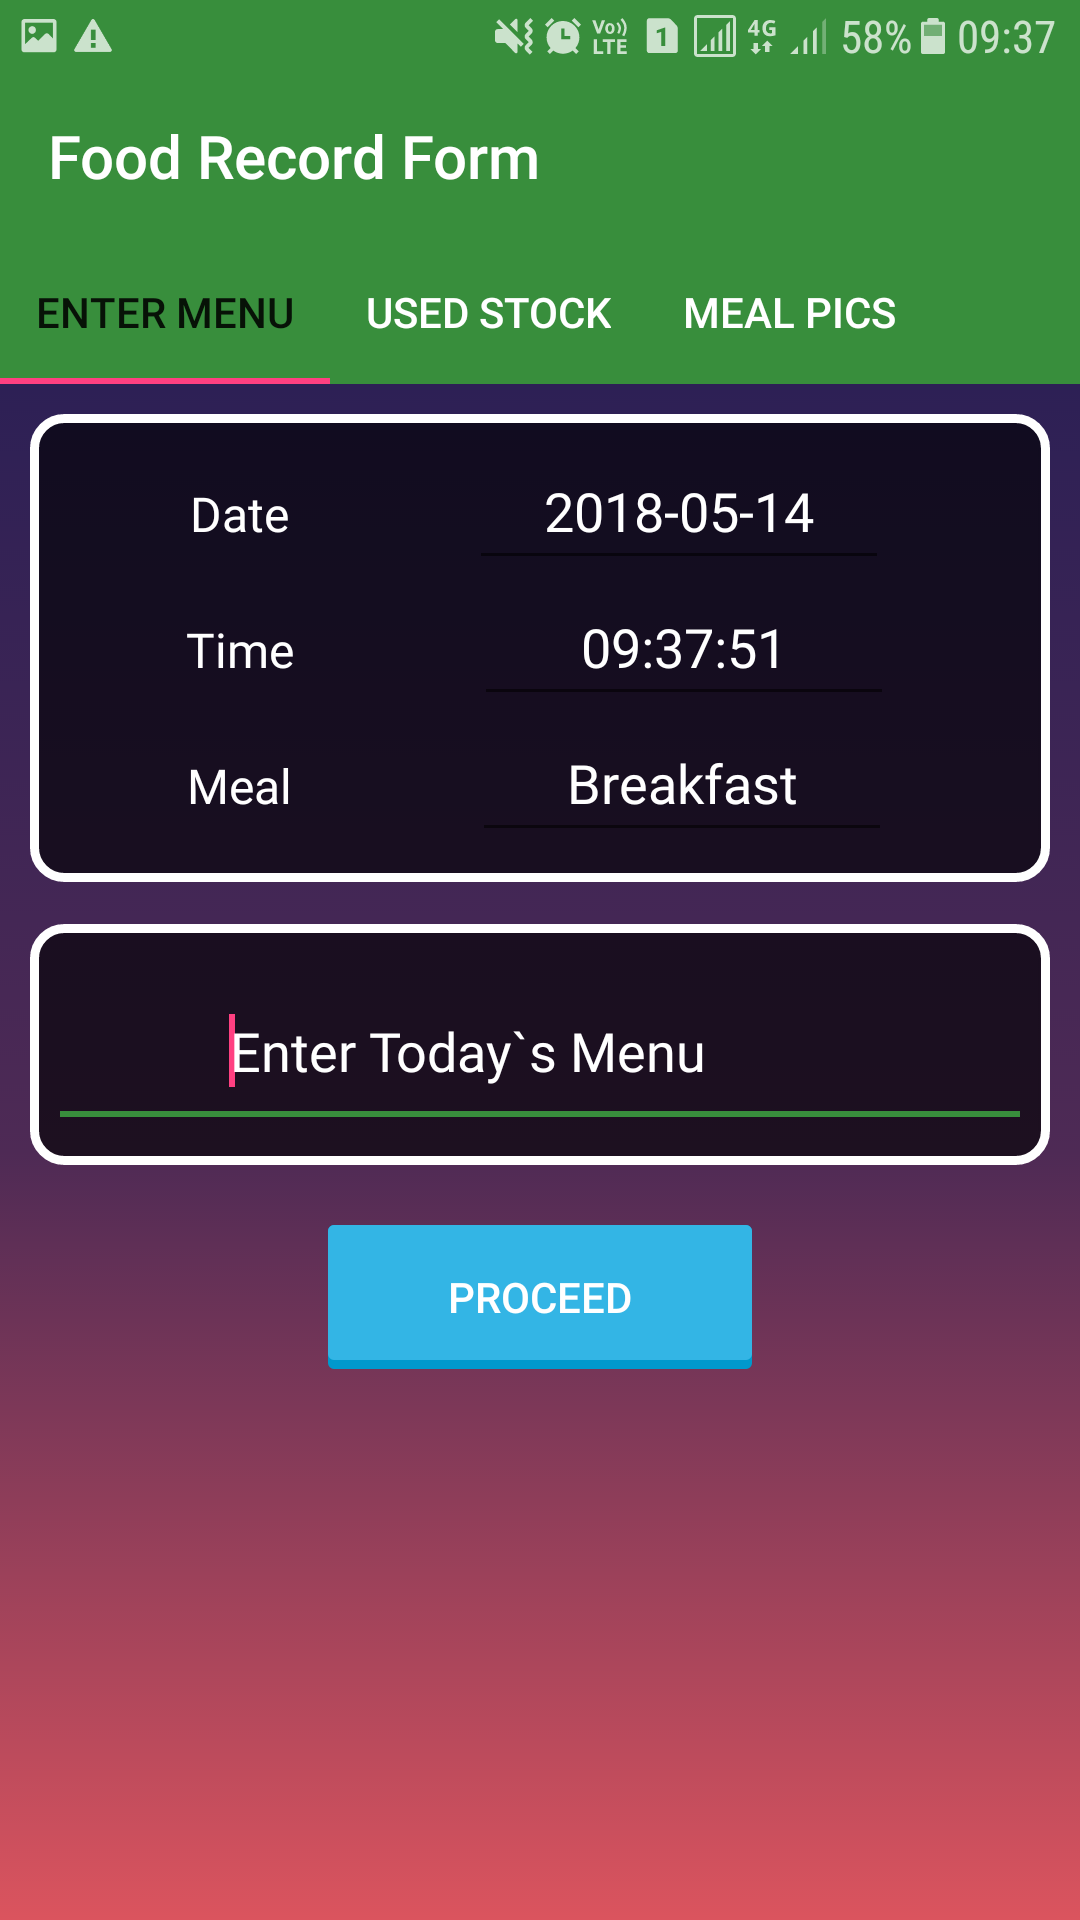 Vo)) LTE 1 4G 58% 09:37
Food Record Form
ENTER MENU USED STOCK MEAL PICS
Date 2018-05-14
Time 09:37:51
Meal Breakfast
Enter Today`s Menu
PROCEED